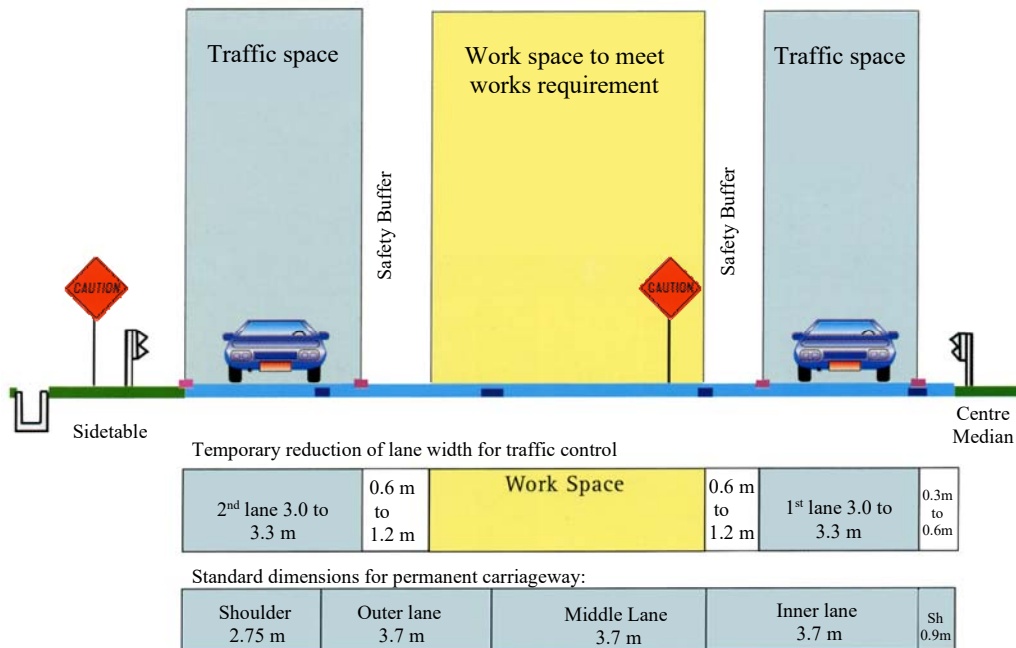 Traffic space
Work space to meet
works requirement
Traffic space
Safety Buffer
Safety Buffer
CAUTION
CAUTION
Sidetable
Centre
Median
Temporary reduction of lane width for traffic control
2nd lane 3.0 to
3.3 m
0.6 m
to
1.2 m
Work Space
0.6 m
to
1.2 m
1st lane 3.0 to
3.3 m
0.3m
to
0.6m
Standard dimensions for permanent carriageway:
Shoulder
2.75 m
Outer lane
3.7 m
Middle Lane
3.7 m
Inner lane
3.7 m
Sh
0.9m